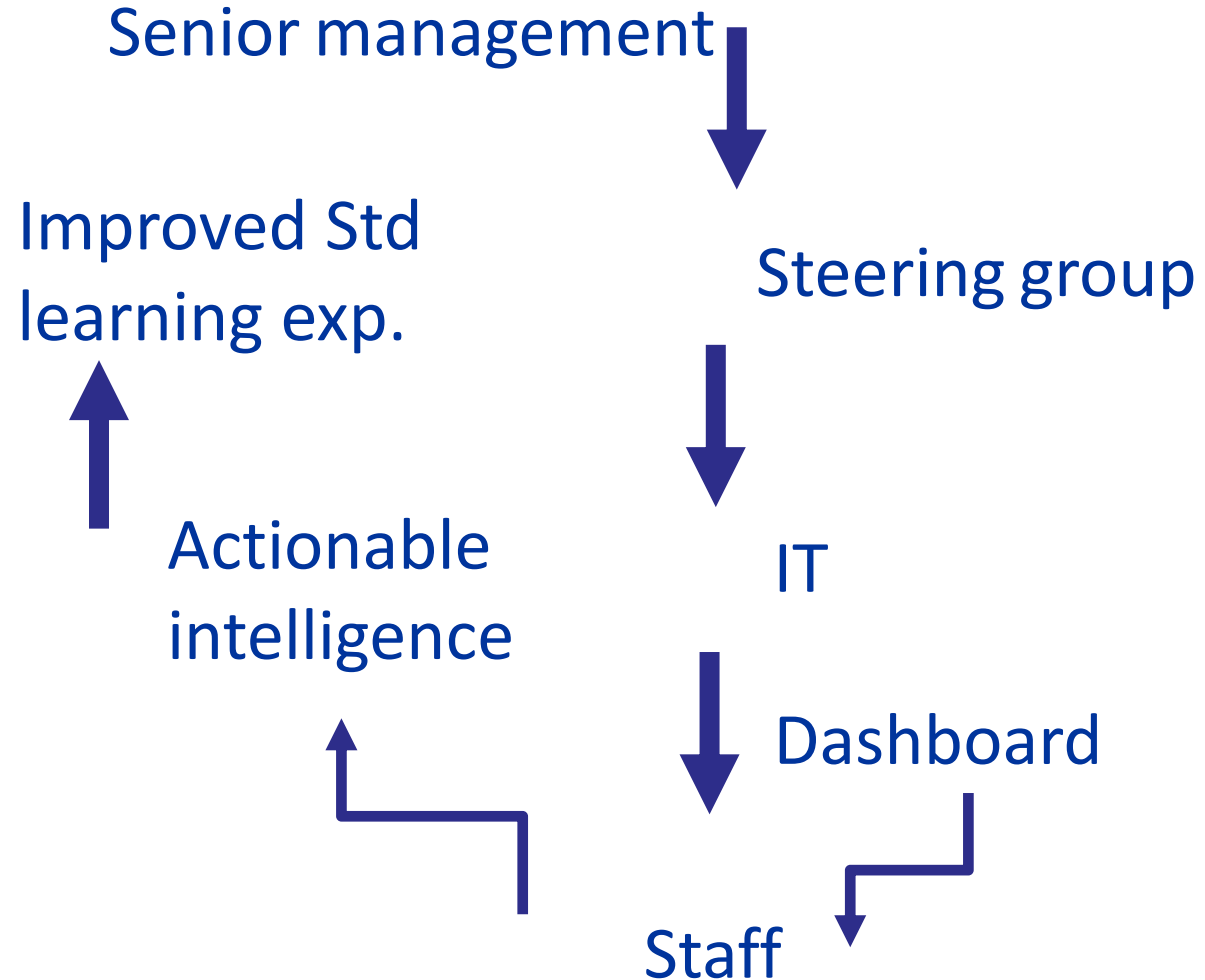 Senior management
Improved Std
learning exp.
Steering group
Actionable
intelligence
IT
Dashboard
Staff